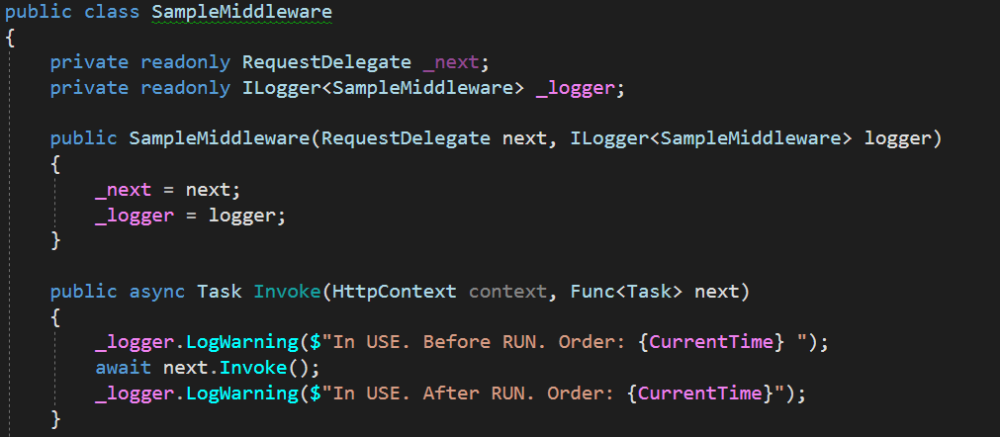 public class SampleMiddleware
{
    private readonly RequestDelegate _next;
    private readonly ILogger<SampleMiddleware> _logger;

    public SampleMiddleware(RequestDelegate next, ILogger<SampleMiddleware> logger)
    {
        _next = next;
        _logger = logger;
    }

    public async Task Invoke(HttpContext context, Func<Task> next)
    {
        _logger.LogWarning($"In USE. Before RUN. Order: {CurrentTime} ");
        await next.Invoke();
        _logger.LogWarning($"In USE. After RUN. Order: {CurrentTime}");
    }